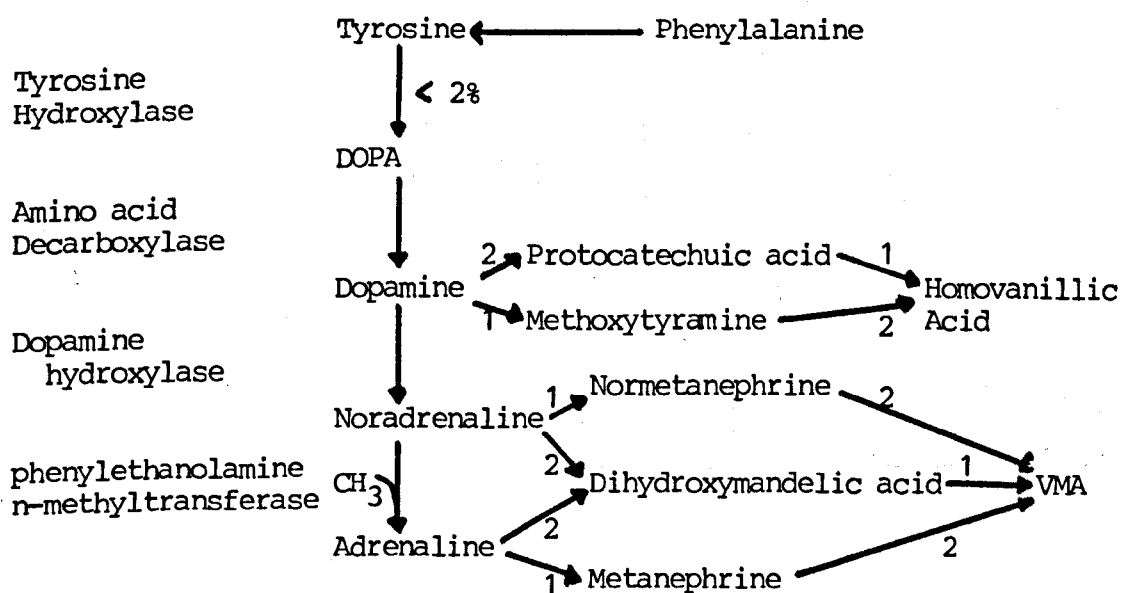 Tyrosine
Phenylalanine
Tyrosine
Hydroxylase
< 2%
DOPA
Amino acid
Decarboxylase
2
Protocatechuic acid
1
Dopamine
Homovanillic
Acid
1
Methoxytyramine
2
Dopamine
hydroxylase
1
Normetanephrine
2
Noradrenaline
2
phenylethanolamine
n-methyltransferase
CH3
Dihydroxymandelic acid
1
VMA
2
Adrenaline
1
Metanephrine
2